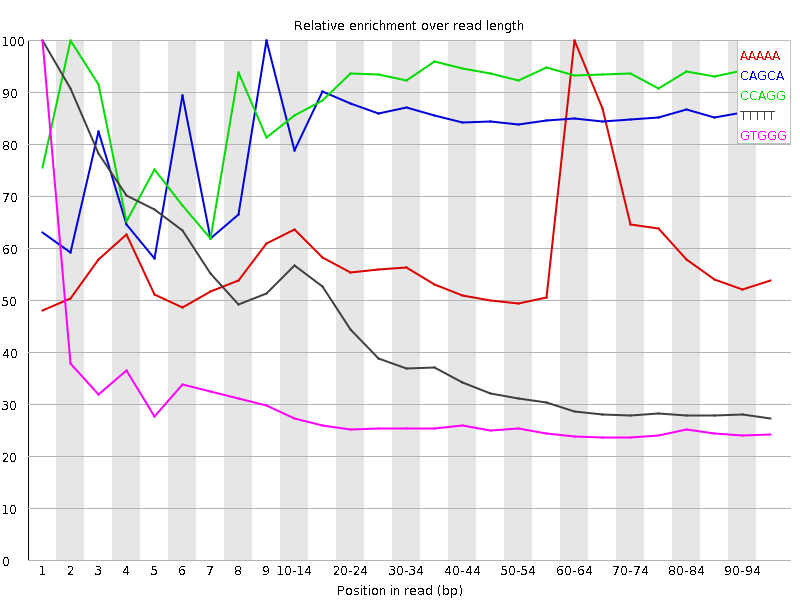 Relative enrichment over read length
100
90
80
70
60
50
40
30
20
10
0
AAAAA
CAGCA
CCAGG
TTTTT
GTGGG
1 2 3 4 5 6 7 8 9 10-14 20-24 30-34 40-44 50-54 60-64 70-74 80-84 90-94
Position in read (bp)